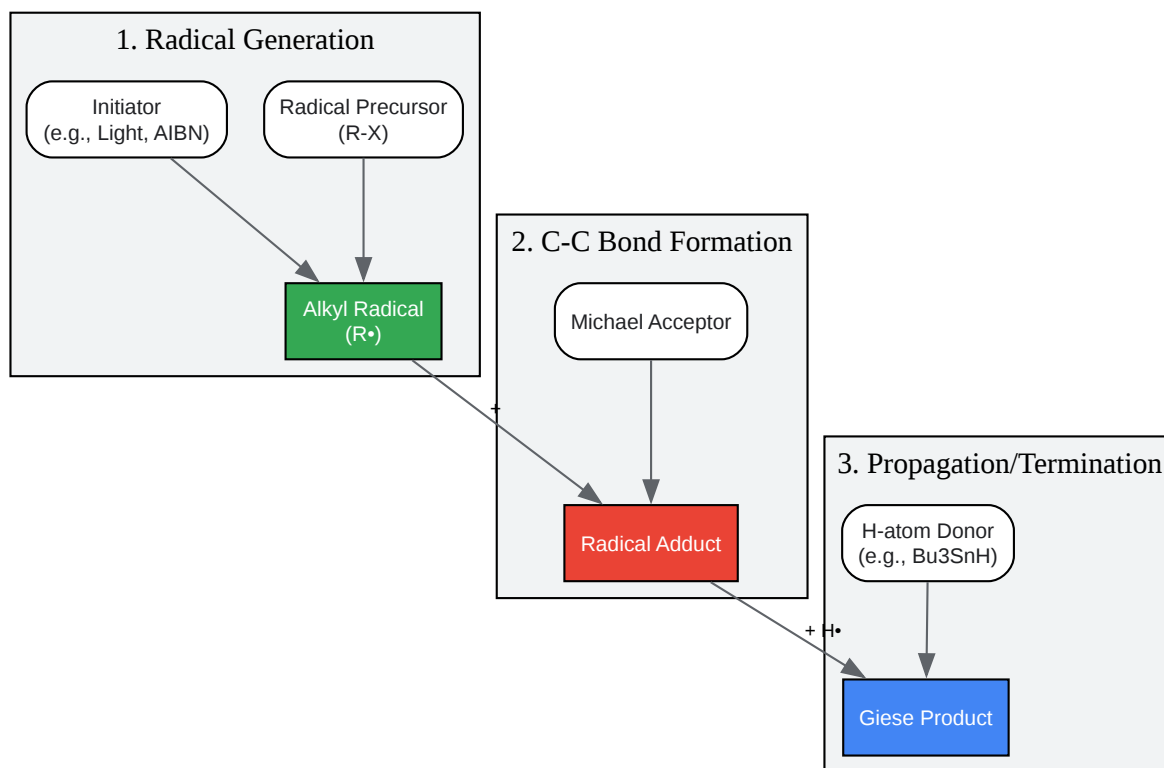 1. Radical Generation
Initiator
(e.g., Light, AIBN)
Radical Precursor
(R-X)
Alkyl Radical
(R•)
+
2. C-C Bond Formation
Michael Acceptor
Radical Adduct
+ H•
3. Propagation/Termination
H-atom Donor
(e.g., Bu3SnH)
Giese Product